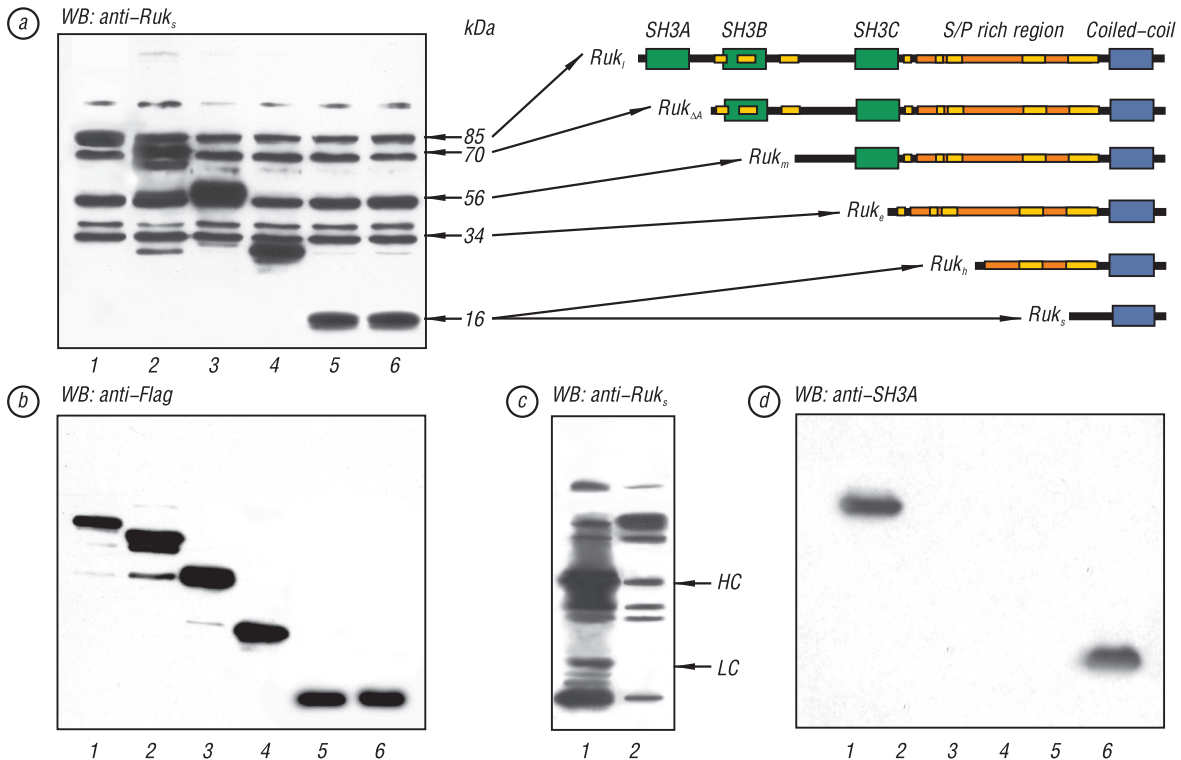 a WB: anti–Ruks
kDa
SH3A SH3B SH3C S/P rich region Coiled–coil
Rukl
85
RukΔA
70
Rukm
56
Ruke
34
Rukh
16
Ruks
1 2 3 4 5 6
b WB: anti–Flag
1 2 3 4 5 6
c WB: anti–Ruks
HC
LC
1 2
d WB: anti–SH3A
1 2 3 4 5 6